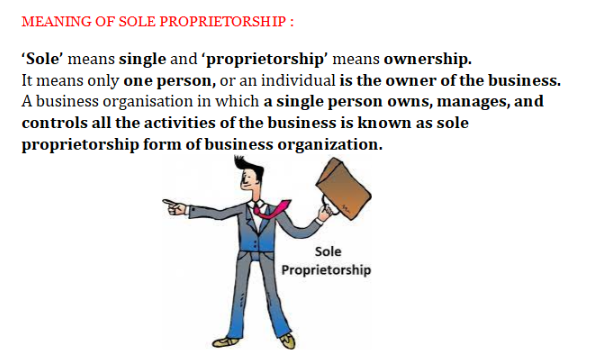 MEANING OF SOLE PROPRIETORSHIP :
‘Sole’ means single and ‘proprietorship’ means ownership.
It means only one person, or an individual is the owner of the business.
A business organisation in which a single person owns, manages, and
controls all the activities of the business is known as sole
proprietorship form of business organization.
Sole
Proprietorship